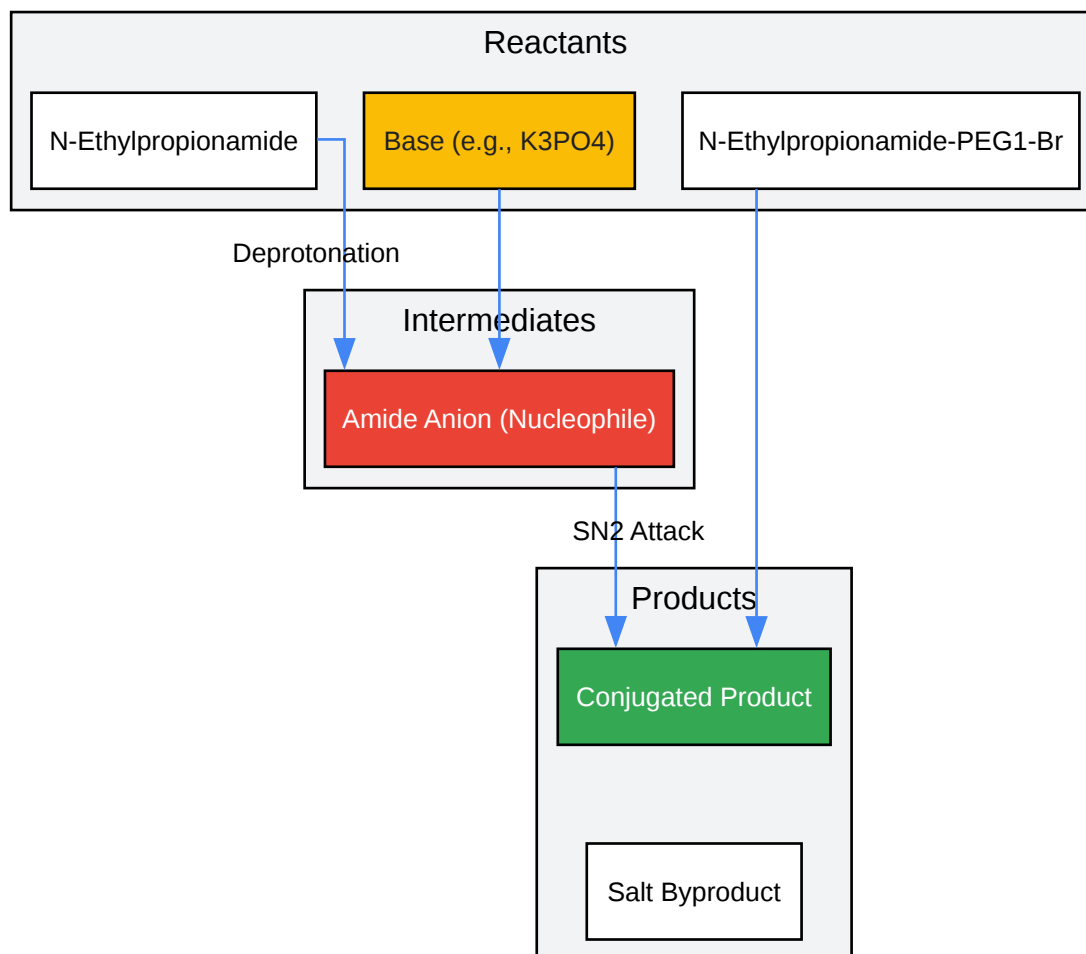 Reactants
N-Ethylpropionamide
Base (e.g., K3PO4)
N-Ethylpropionamide-PEG1-Br
Deprotonation
Intermediates
Amide Anion (Nucleophile)
SN2 Attack
Products
Conjugated Product
Salt Byproduct